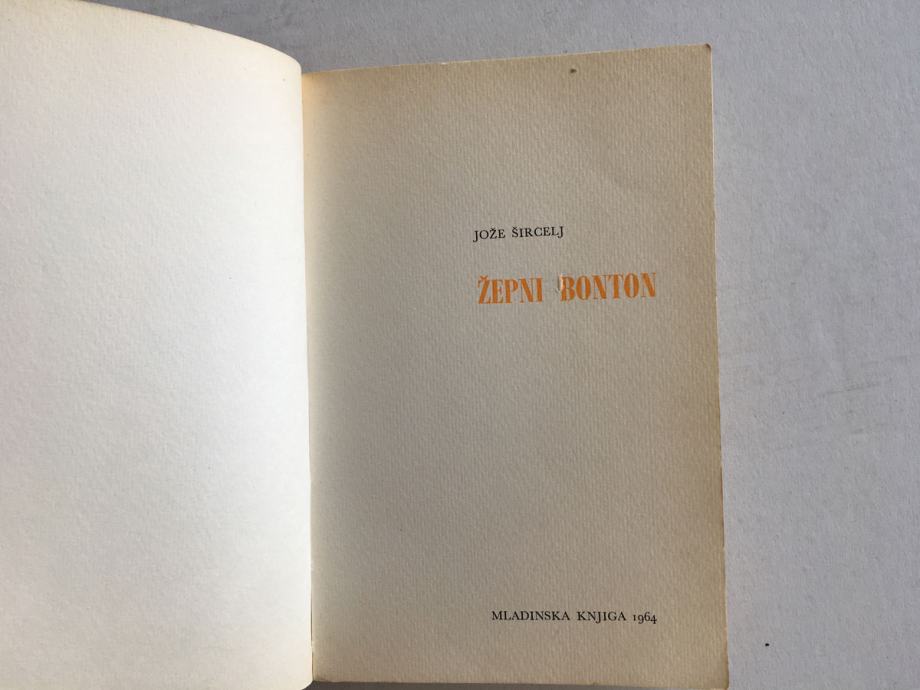 JOŽE ŠIRCELJ
ŽEPNI BONTON
MLADINSKA KNJIGA 1964